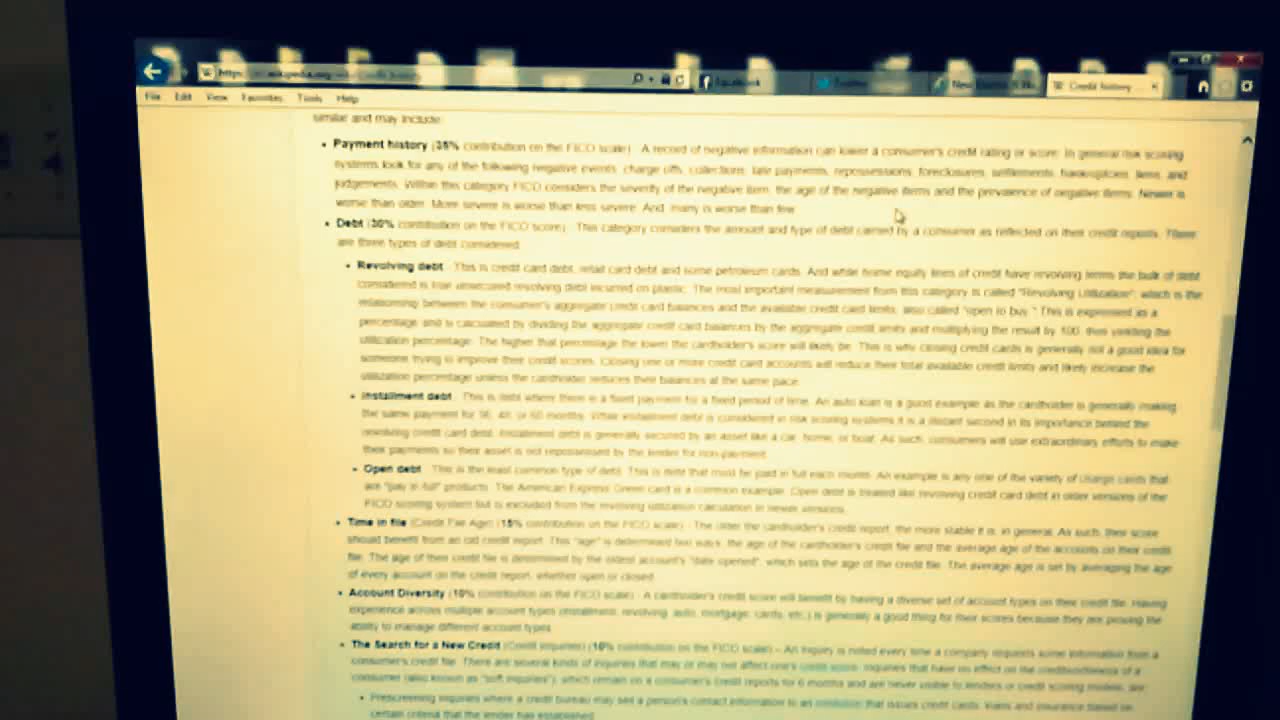 https
wikipedia.org
Facebook
Twitter
New
Credit history
File Edit View Favorites Tools Help
similar and may include:
• Payment history (35% contribution on the FICO scale) - A record of negative information can lower a consumer's credit rating or score. In general risk scoring
systems look for any of the following negative events: charge offs, collections, late payments, repossessions, foreclosures, settlements, bankruptcies, liens, and
judgements. Within this category FICO considers the severity of the negative item, the age of the negative items and the prevalence of negative items. Newer is
worse than older. More severe is worse than less severe. And, many is worse than few.
• Debt (30% contribution on the FICO score) - This category considers the amount and type of debt carried by a consumer as reflected on their credit reports. There
are three types of debt considered.
• Revolving debt - This is credit card debt, retail card debt and some petroleum cards. And while home equity lines of credit have revolving terms the bulk of debt
considered is true unsecured revolving debt incurred on plastic. The most important measurement from this category is called "Revolving Utilization", which is the
relationship between the consumer's aggregate credit card balances and the available credit card limits, also called "open to buy." This is expressed as a
percentage and is calculated by dividing the aggregate credit card balances by the aggregate credit limits and multiplying the result by 100, thus yielding the
utilization percentage. The higher that percentage the lower the cardholder's score will likely be. This is why closing credit cards is generally not a good idea for
someone trying to improve their credit scores. Closing one or more credit card accounts will reduce their total available credit limits and likely increase the
utilization percentage unless the cardholder reduces their balances at the same pace.
• Installment debt - This is debt where there is a fixed payment for a fixed period of time. An auto loan is a good example as the cardholder is generally making
the same payment for 36, 48, or 60 months. While installment debt is considered in risk scoring systems it is a distant second in its importance behind the
revolving credit card debt. Installment debt is generally secured by an asset like a car, home, or boat. As such, consumers will use extraordinary efforts to make
their payments so their asset is not repossessed by the lender for non-payment.
• Open debt - This is the least common type of debt. This is debt that must be paid in full each month. An example is any one of the variety of charge cards that
are "pay in full" products. The American Express Green card is a common example. Open debt is treated like revolving credit card debt in older versions of the
FICO scoring system but is excluded from the revolving utilization calculation in newer versions.
• Time in file (Credit File Age) (15% contribution on the FICO scale) - The older the cardholder's credit report, the more stable it is, in general. As such, their score
should benefit from an old credit report. This "age" is determined two ways: the age of the cardholder's credit file and the average age of the accounts on their credit
file. The age of their credit file is determined by the oldest account's "date opened", which sets the age of the credit file. The average age is set by averaging the age
of every account on the credit report, whether open or closed.
• Account Diversity (10% contribution on the FICO scale) - A cardholder's credit score will benefit by having a diverse set of account types on their credit file. Having
experience across multiple account types (installment, revolving, auto, mortgage, cards, etc.) is generally a good thing for their scores because they are proving the
ability to manage different account types.
• The Search for a New Credit (Credit inquiries) (10% contribution on the FICO scale) - An inquiry is noted every time a company requests some information from a
consumer's credit file. There are several kinds of inquiries that may or may not affect one's credit score. Inquiries that have no effect on the creditworthiness of a
consumer (also known as "soft inquiries"), which remain on a consumer's credit reports for 6 months and are never visible to lenders or credit scoring models, are:
• Prescreening inquiries where a credit bureau may sell a person's contact information to an institution that issues credit cards, loans and insurance based on
certain criteria that the lender has established.